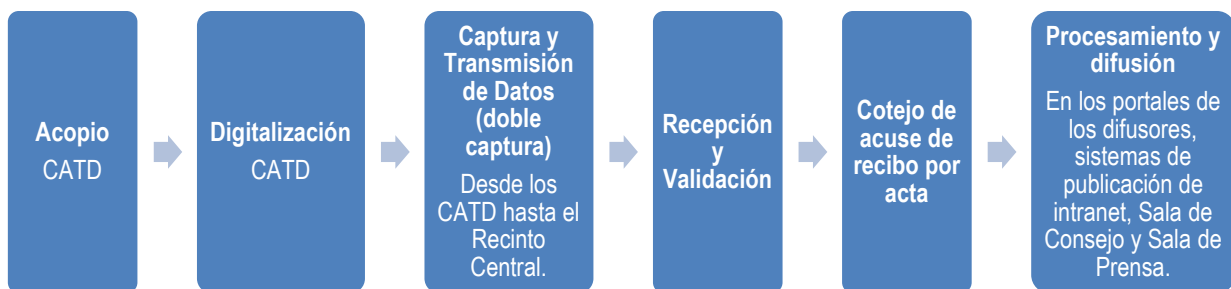 Acopio
CATD
Digitalización
CATD
Captura y
Transmisión
de Datos
(doble
captura)
Desde los
CATD hasta el
Recinto
Central.
Recepción
y
Validación
Cotejo de
acuse de
recibo por
acta
Procesamiento y
difusión
En los portales de
los difusores,
sistemas de
publicación de
intranet, Sala de
Consejo y Sala de
Prensa.